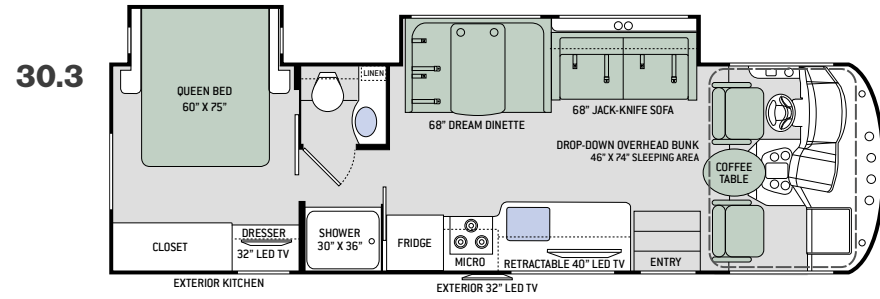 30.3
QUEEN BED
60" X 75"
LINEN
68" DREAM DINETTE
68" JACK-KNIFE SOFA
DROP-DOWN OVERHEAD BUNK
46" X 74" SLEEPING AREA
COFFEE
TABLE
CLOSET
DRESSER
32" LED TV
SHOWER
30" X 36"
FRIDGE
MICRO
RETRACTABLE 40" LED TV
ENTRY
EXTERIOR KITCHEN
EXTERIOR 32" LED TV